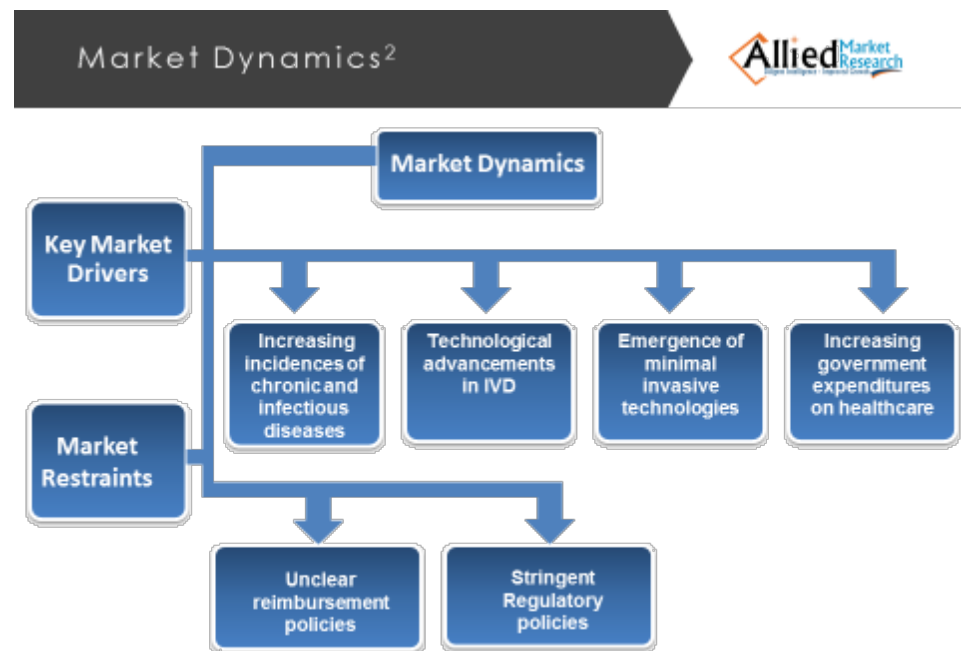 Market Dynamics²
Allied Market
Research
Market Dynamics
Key Market
Drivers
Increasing
incidences of
chronic and
infectious
diseases
Technological
advancements
in IVD
Emergence of
minimal
invasive
technologies
Increasing
government
expenditures
on healthcare
Market
Restraints
Unclear
reimbursement
policies
Stringent
Regulatory
policies